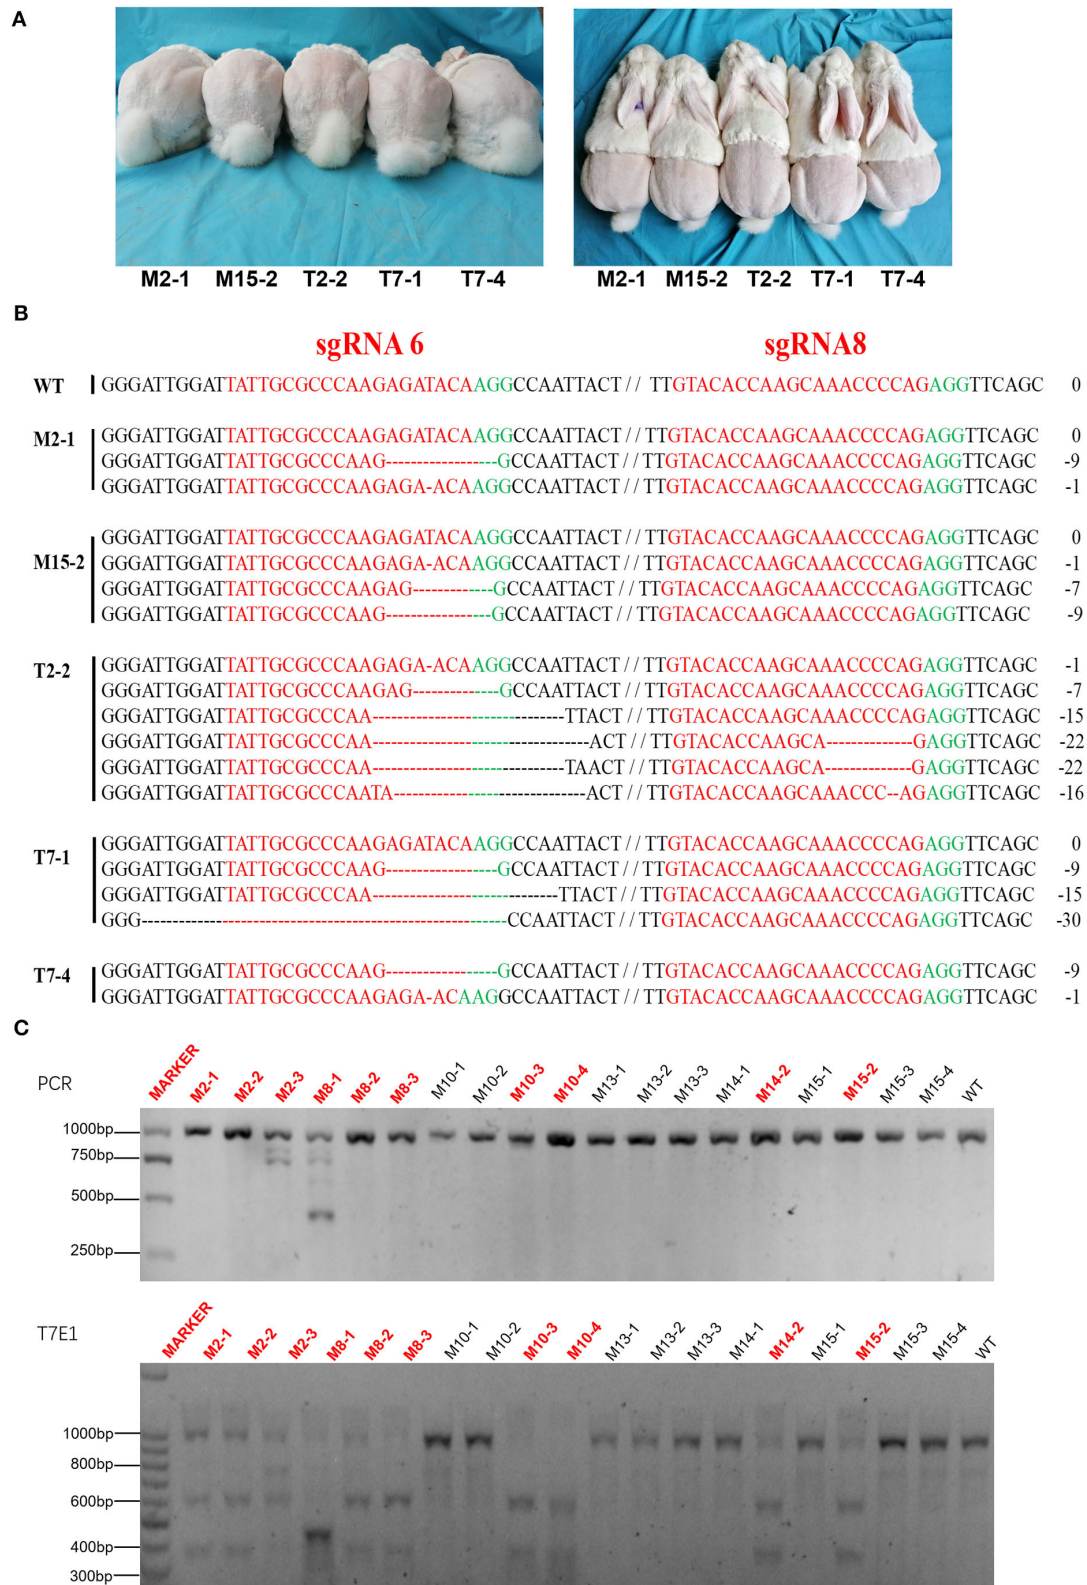 A
M2-1 M15-2 T2-2 T7-1 T7-4
M2-1 M15-2 T2-2 T7-1 T7-4
B
sgRNA 6 sgRNA8
WT GGGATTGGATTATTGCGCCCAAGAGATACAAGGCCAATTACT // TTGTACACCAAGCAAACCCCAGAGGTTCAGC 0
M2-1
GGGATTGGATTATTGCGCCCAAGAGATACAAGGCCAATTACT // TTGTACACCAAGCAAACCCCAGAGGTTCAGC 0
GGGATTGGATTATTGCGCCCAAG------------------GCCAATTACT // TTGTACACCAAGCAAACCCCAGAGGTTCAGC -9
GGGATTGGATTATTGCGCCCAAGAGA-ACAAGGCCAATTACT // TTGTACACCAAGCAAACCCCAGAGGTTCAGC -1
M15-2
GGGATTGGATTATTGCGCCCAAGAGATACAAGGCCAATTACT // TTGTACACCAAGCAAACCCCAGAGGTTCAGC 0
GGGATTGGATTATTGCGCCCAAGAGA-ACAAGGCCAATTACT // TTGTACACCAAGCAAACCCCAGAGGTTCAGC -1
GGGATTGGATTATTGCGCCCAAGAG--------------GCCAATTACT // TTGTACACCAAGCAAACCCCAGAGGTTCAGC -7
GGGATTGGATTATTGCGCCCAAG------------------GCCAATTACT // TTGTACACCAAGCAAACCCCAGAGGTTCAGC -9
T2-2
GGGATTGGATTATTGCGCCCAAGAGA-ACAAGGCCAATTACT // TTGTACACCAAGCAAACCCCAGAGGTTCAGC -1
GGGATTGGATTATTGCGCCCAAGAG--------------GCCAATTACT // TTGTACACCAAGCAAACCCCAGAGGTTCAGC -7
GGGATTGGATTATTGCGCCCAA------------------------------TTACT // TTGTACACCAAGCAAACCCCAGAGGTTCAGC -15
GGGATTGGATTATTGCGCCCAA----------------------------------ACT // TTGTACACCAAGCA--------------GAGGTTCAGC -22
GGGATTGGATTATTGCGCCCAA------------------------------TAACT // TTGTACACCAAGCA--------------GAGGTTCAGC -22
GGGATTGGATTATTGCGCCCAATA------------------------------ACT // TTGTACACCAAGCAAACCC--AGAGGTTCAGC -16
T7-1
GGGATTGGATTATTGCGCCCAAGAGATACAAGGCCAATTACT // TTGTACACCAAGCAAACCCCAGAGGTTCAGC 0
GGGATTGGATTATTGCGCCCAAG------------------GCCAATTACT // TTGTACACCAAGCAAACCCCAGAGGTTCAGC -9
GGGATTGGATTATTGCGCCCAA------------------------------TTACT // TTGTACACCAAGCAAACCCCAGAGGTTCAGC -15
GGG------------------------------------------------------------CCAATTACT // TTGTACACCAAGCAAACCCCAGAGGTTCAGC -30
T7-4
GGGATTGGATTATTGCGCCCAAG------------------GCCAATTACT // TTGTACACCAAGCAAACCCCAGAGGTTCAGC -9
GGGATTGGATTATTGCGCCCAAGAGA-ACAAGGCCAATTACT // TTGTACACCAAGCAAACCCCAGAGGTTCAGC -1
C
PCR
MARKER M2-1 M2-2 M2-3 M8-1 M8-2 M8-3 M10-1 M10-2 M10-3 M10-4 M13-1 M13-2 M13-3 M14-1 M14-2 M15-1 M15-2 M15-3 M15-4 WT
1000bp
750bp
500bp
250bp
T7E1
MARKER M2-1 M2-2 M2-3 M8-1 M8-2 M8-3 M10-1 M10-2 M10-3 M10-4 M13-1 M13-2 M13-3 M14-1 M14-2 M15-1 M15-2 M15-3 M15-4 WT
1000bp
800bp
600bp
400bp
300bp